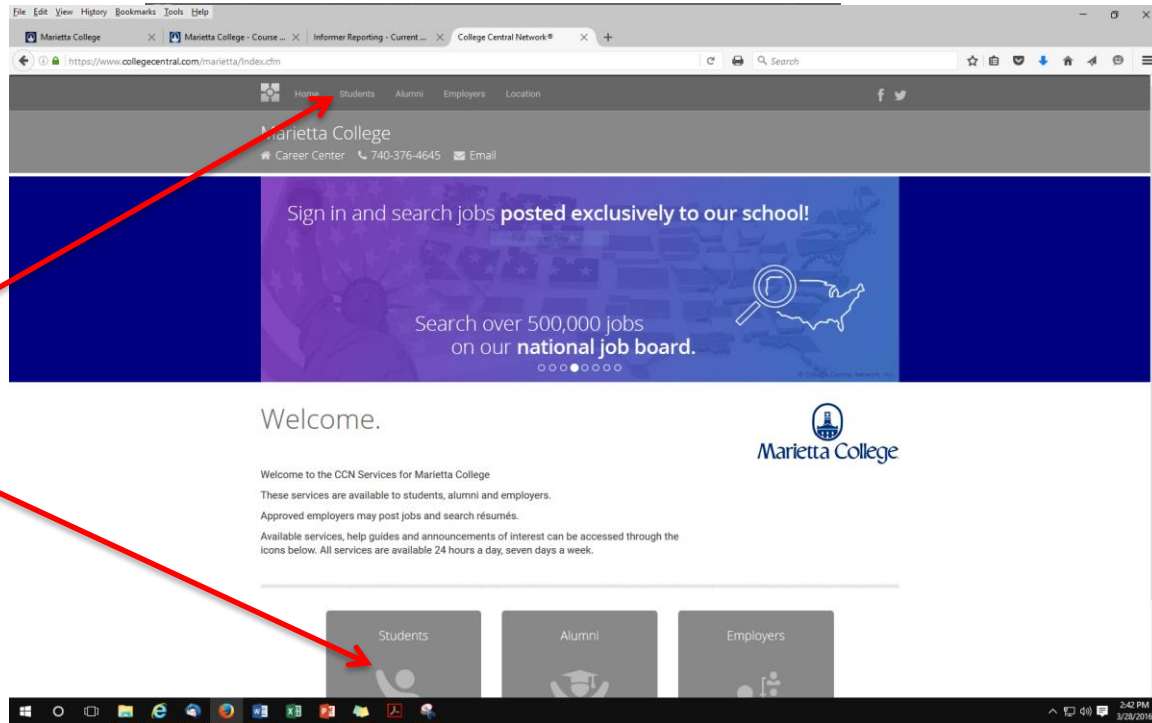 File Edit View History Bookmarks Tools Help
Marietta College
Marietta College - Course ...
Informer Reporting - Current ...
College Central Network®
https://www.collegecentral.com/marietta/Index.cfm
Search
Home Students Alumni Employers Location
Marietta College
Career Center 740-376-4645 Email
Sign in and search jobs posted exclusively to our school!
Search over 500,000 jobs
on our national job board.
Welcome.
Marietta College
Welcome to the CCN Services for Marietta College
These services are available to students, alumni and employers.
Approved employers may post jobs and search résumés.
Available services, help guides and announcements of interest can be accessed through the
icons below. All services are available 24 hours a day, seven days a week.
Students Alumni Employers
2:42 PM
3/28/2016